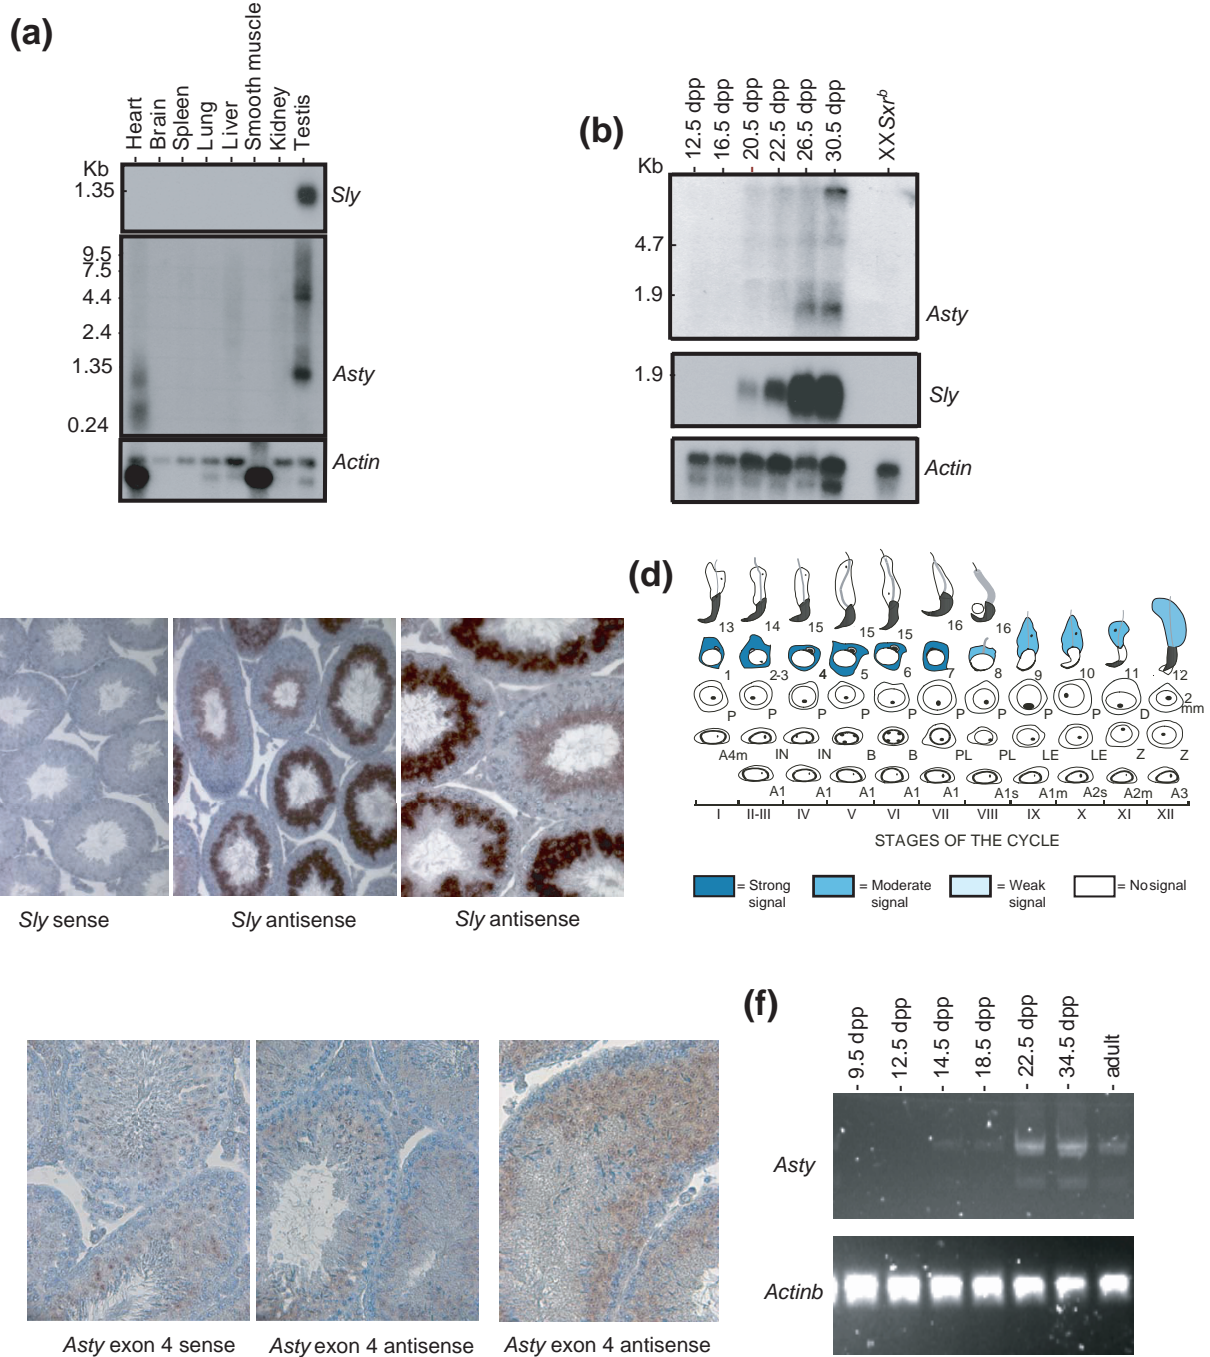 (a)
Heart
Brain
Spleen
Lung
Liver
Smooth muscle
Kidney
Testis
Kb
1.35
Sly
9.5
7.5
4.4
2.4
1.35
Asty
0.24
Actin
(b)
12.5 dpp
16.5 dpp
20.5 dpp
22.5 dpp
26.5 dpp
30.5 dpp
XX Sxrb
Kb
4.7
1.9
Asty
1.9
Sly
Actin
Sly sense
Sly antisense
Sly antisense
(d)
13 14 15 15 15 16 16
1 2-3 4 5 6 7 8 9 10 11 12
P P P P P P P P P D 2 mm
A4m IN IN B B PL PL LE LE Z Z
A1 A1 A1 A1 A1 A1s A1m A2s A2m A3
I II-III IV V VI VII VIII IX X XI XII
STAGES OF THE CYCLE
= Strong signal
= Moderate signal
= Weak signal
= No signal
Asty exon 4 sense
Asty exon 4 antisense
Asty exon 4 antisense
(f)
9.5 dpp
12.5 dpp
14.5 dpp
18.5 dpp
22.5 dpp
34.5 dpp
adult
Asty
Actinb